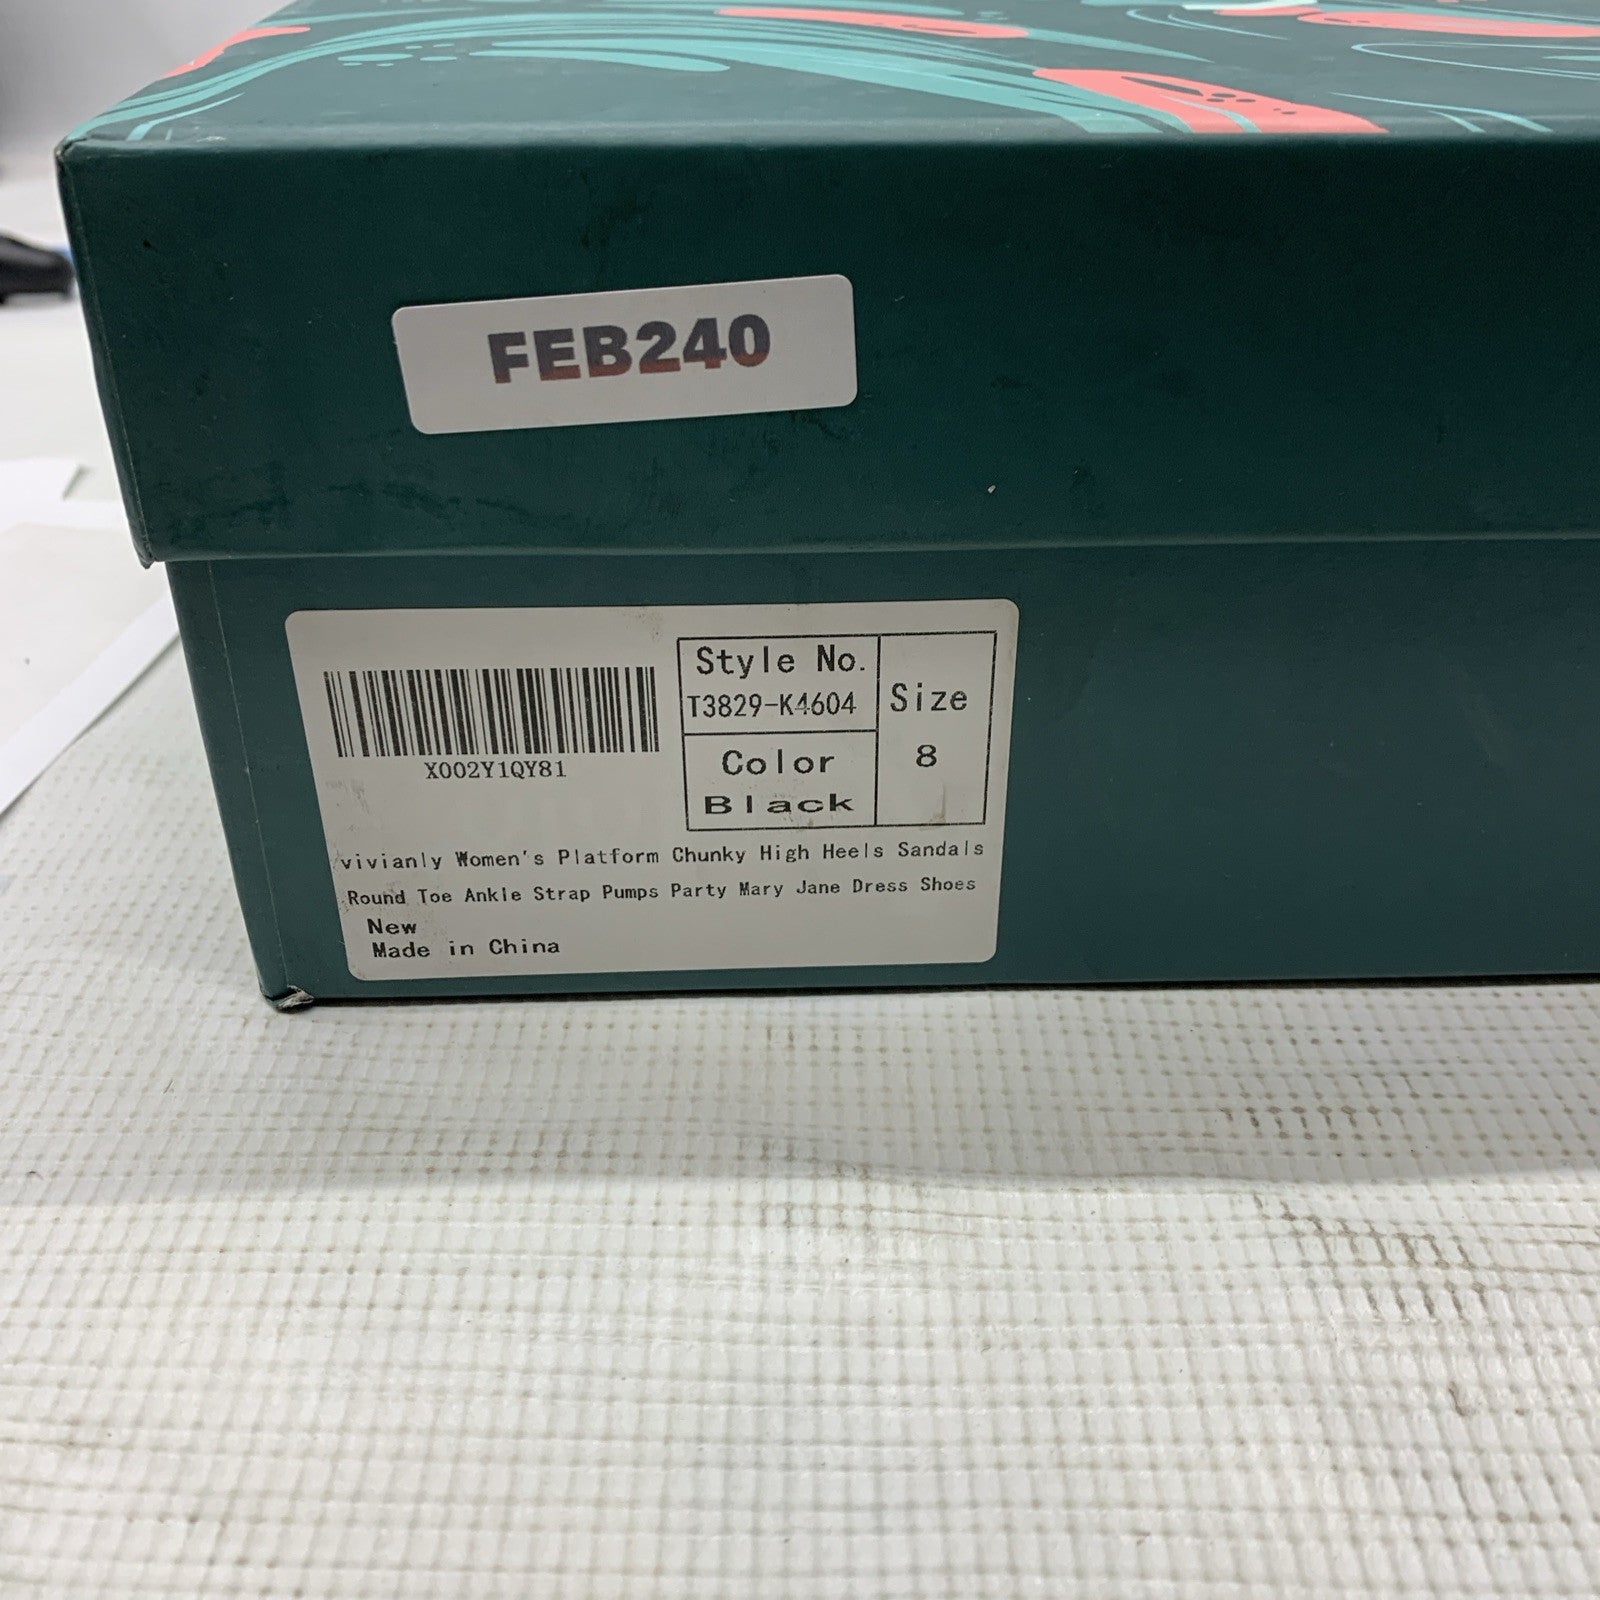 FEB240
X002Y1QY81
Style No.
T3829-K4604
Color
Black
Size
8
vivianly Women's Platform Chunky High Heels Sandals
Round Toe Ankle Strap Pumps Party Mary Jane Dress Shoes
New
Made in China